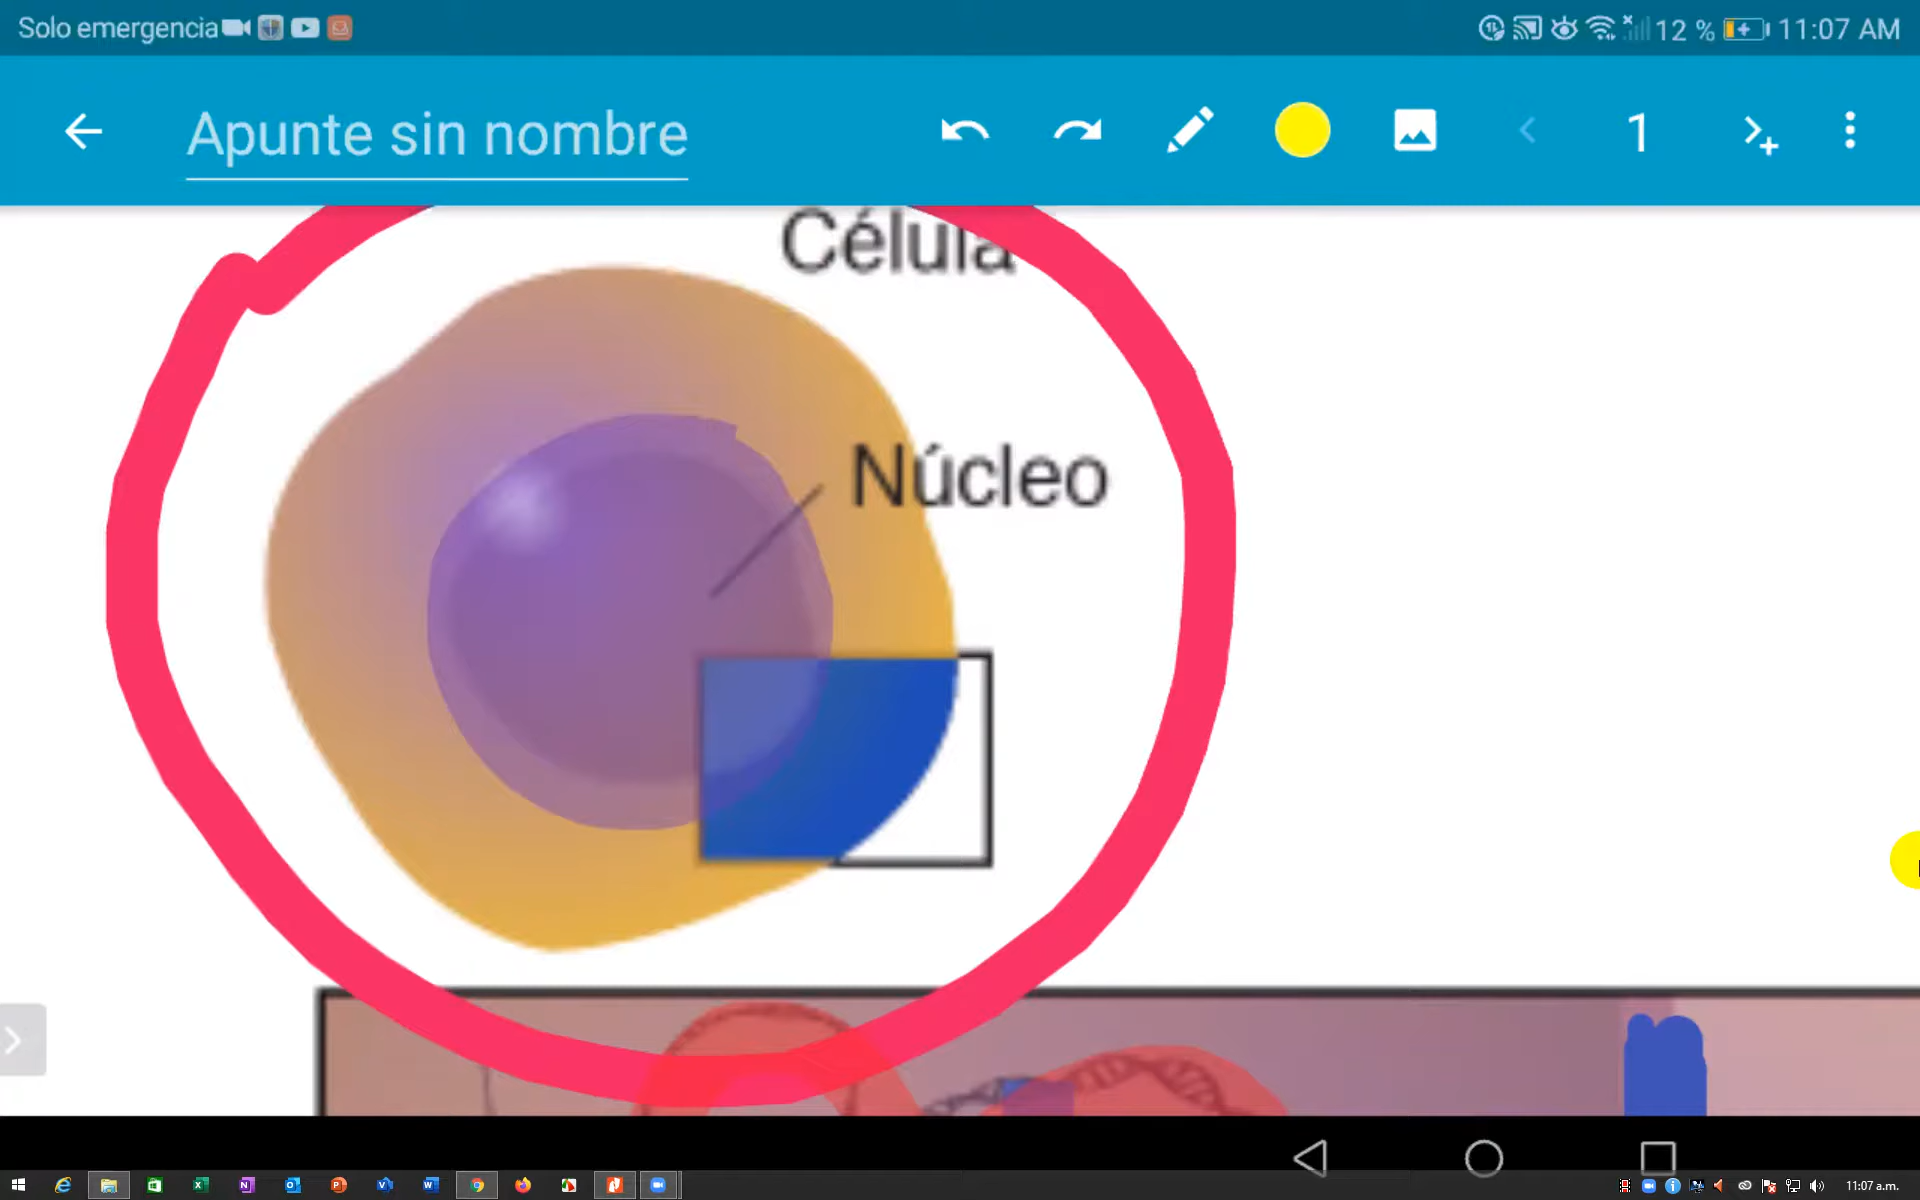 Solo emergencia
12 %
11:07 AM
Apunte sin nombre
1
Célula
Núcleo
11:07 a.m.